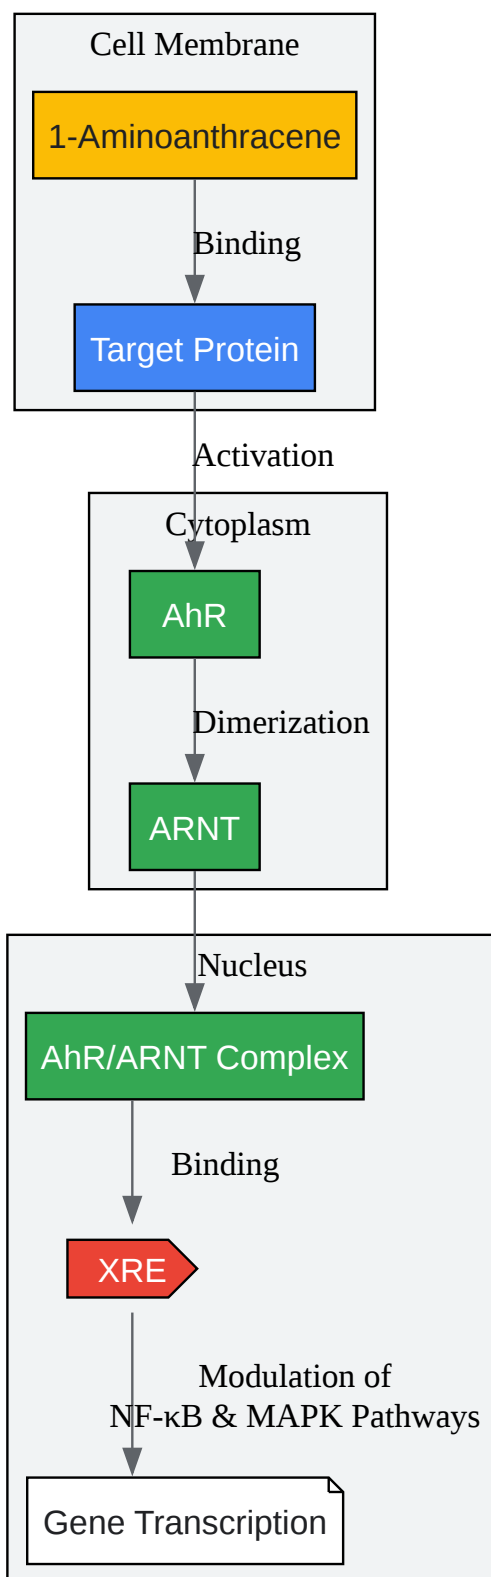 Cell Membrane
1-Aminoanthracene
Binding
Target Protein
Activation
Cytoplasm
AhR
Dimerization
ARNT
Nucleus
AhR/ARNT Complex
Binding
XRE
Modulation of
NF-κB & MAPK Pathways
Gene Transcription